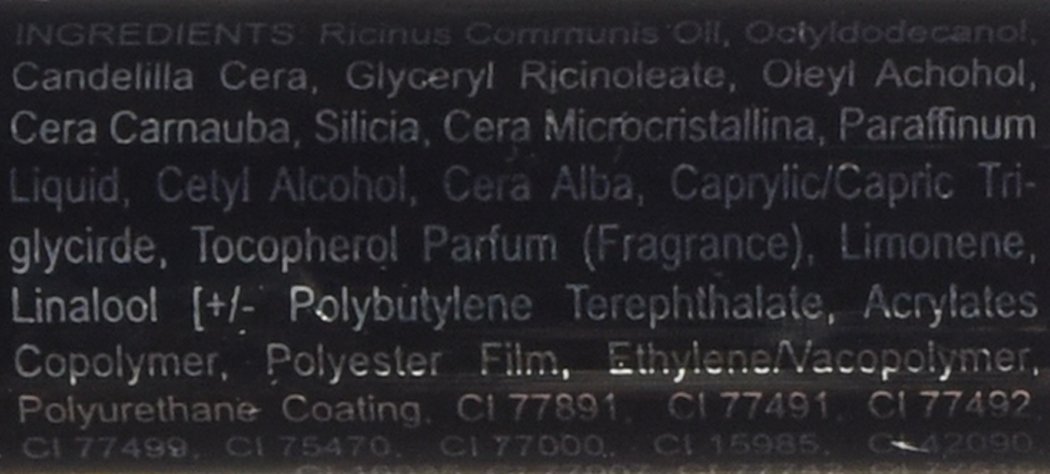 INGREDIENTS Ricinus Communis Oil, Octyldodecanol,
Candelilla Cera, Glyceryl Ricinoleate, Oleyl Achohol,
Cera Carnauba, Silicia, Cera Microcristallina, Paraffinum
Liquid, Cetyl Alcohol, Cera Alba, Caprylic/Capric Tri-
glycirde, Tocopherol Parfum (Fragrance), Limonene,
Linalool [+/- Polybutylene Terephthalate, Acrylates
Copolymer, Polyester Film, Ethylene/Vacopolymer,
Polyurethane Coating, CI 77891, CI 77491, CI 77492
CI 77499, CI 75470, CI 77000, CI 15985, CI 42090